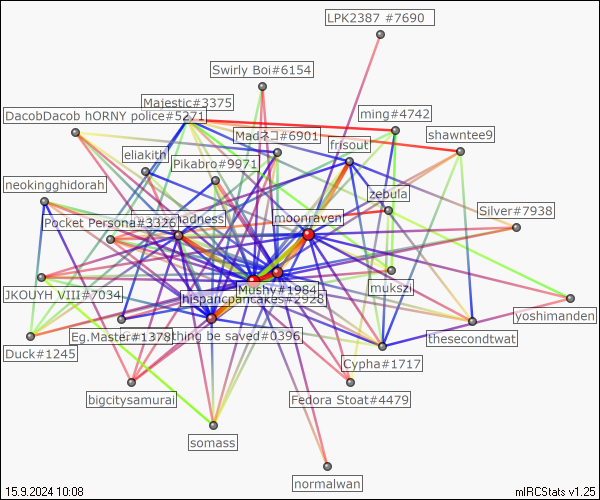 LPK2387 #7690
Swirly Boi#6154
Majestic#3375
DacobDacob hORNY police#5271
ming#4742
Madネコ#6901
shawntee9
frisout
eliakith
Pikabro#9971
neokingghidorah
zebula
Silver#7938
Pocket Persona#3326
adness
moonraven
JKOUYH VIII#7034
Mushy#1984
mukszi
hispancpancakes#2928
yoshimanden
Eg.Master#1378
thing be saved#0396
thesecondtwat
Duck#1245
Cypha#1717
bigcitysamurai
Fedora Stoat#4479
somass
normalwan
15.9.2024 10:08
mIRCStats v1.25